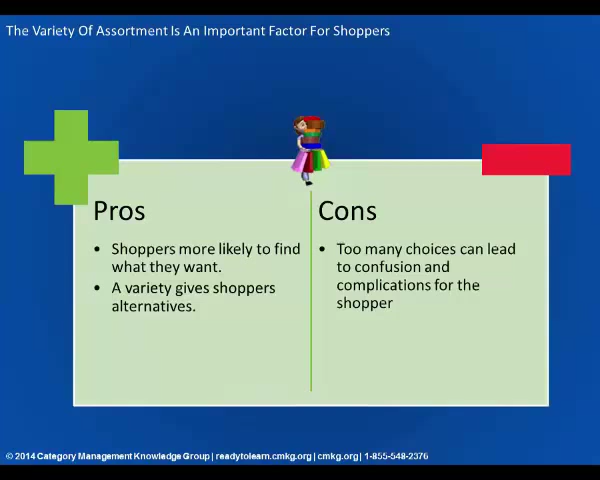 The Variety Of Assortment Is An Important Factor For Shoppers
Pros
• Shoppers more likely to find
what they want.
• A variety gives shoppers
alternatives.
Cons
• Too many choices can lead
to confusion and
complications for the
shopper
© 2014 Category Management Knowledge Group | readytolearn.cmkg.org | cmkg.org | 1-855-548-2376